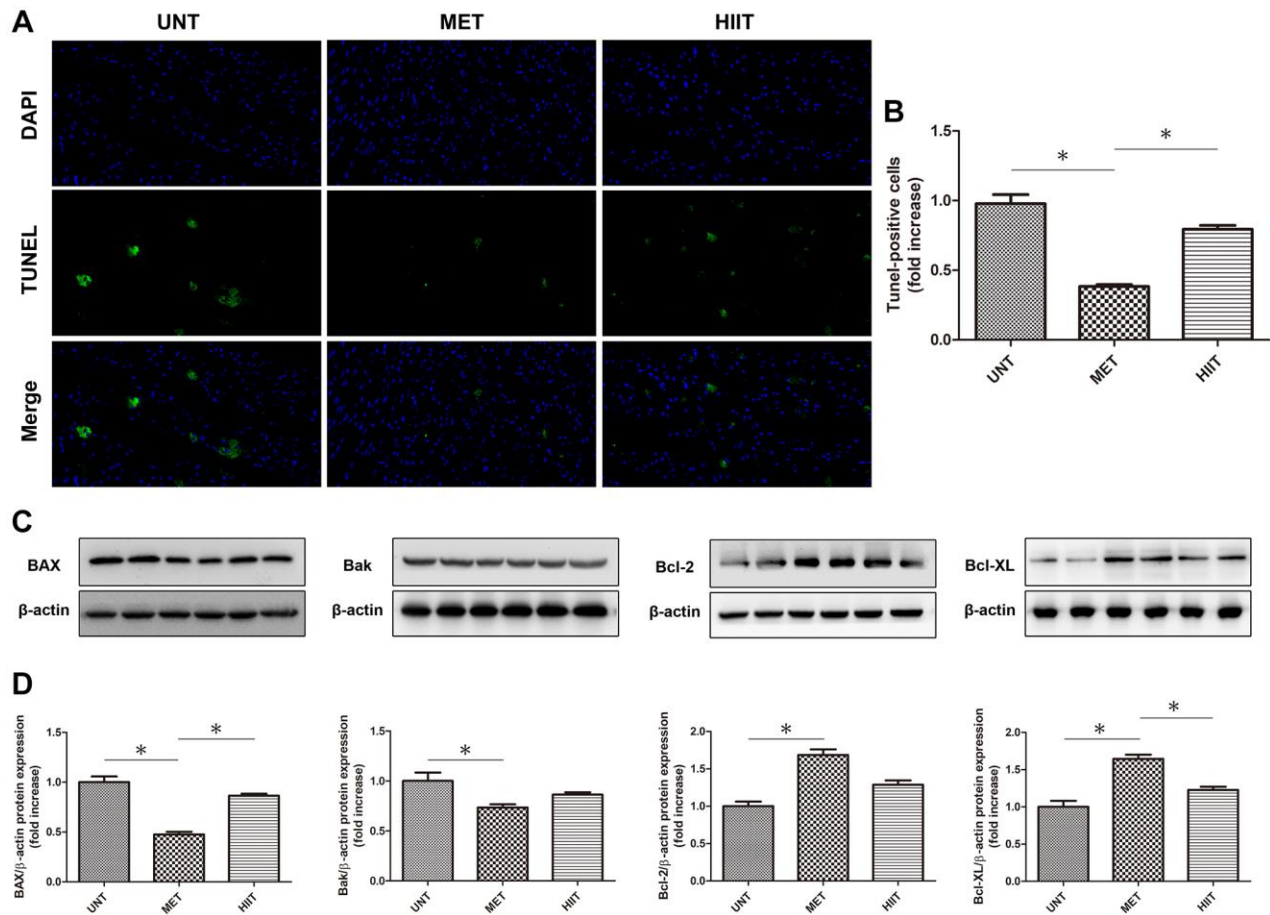 A
UNT
MET
HIIT
DAPI
TUNEL
Merge
B
Tunel-positive cells
(fold increase)
1.5
1.0
0.5
0.0
*
*
UNT
MET
HIIT
C
BAX
β-actin
Bak
β-actin
Bcl-2
β-actin
Bcl-XL
β-actin
D
BAX/β-actin protein expression
(fold increase)
1.5
1.0
0.5
0.0
*
*
UNT
MET
HIIT
Bak/β-actin protein expression
(fold increase)
1.5
1.0
0.5
0.0
*
UNT
MET
HIIT
Bcl-2/β-actin protein expression
(fold increase)
2.0
1.5
1.0
0.5
0.0
*
UNT
MET
HIIT
Bcl-XL/β-actin protein expression
(fold increase)
2.0
1.5
1.0
0.5
0.0
*
*
UNT
MET
HIIT